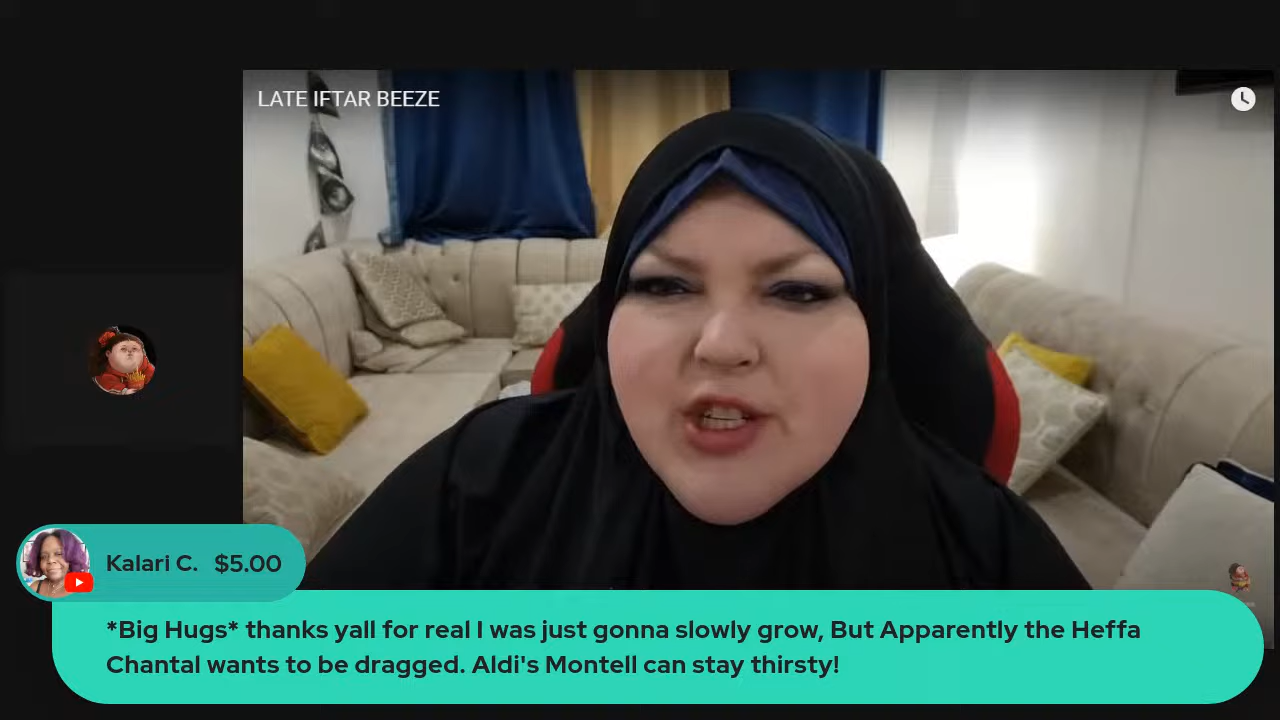 LATE IFTAR BEEZE
Kalari C. $5.00
*Big Hugs* thanks yall for real I was just gonna slowly grow, But Apparently the Heffa
Chantal wants to be dragged. Aldi's Montell can stay thirsty!